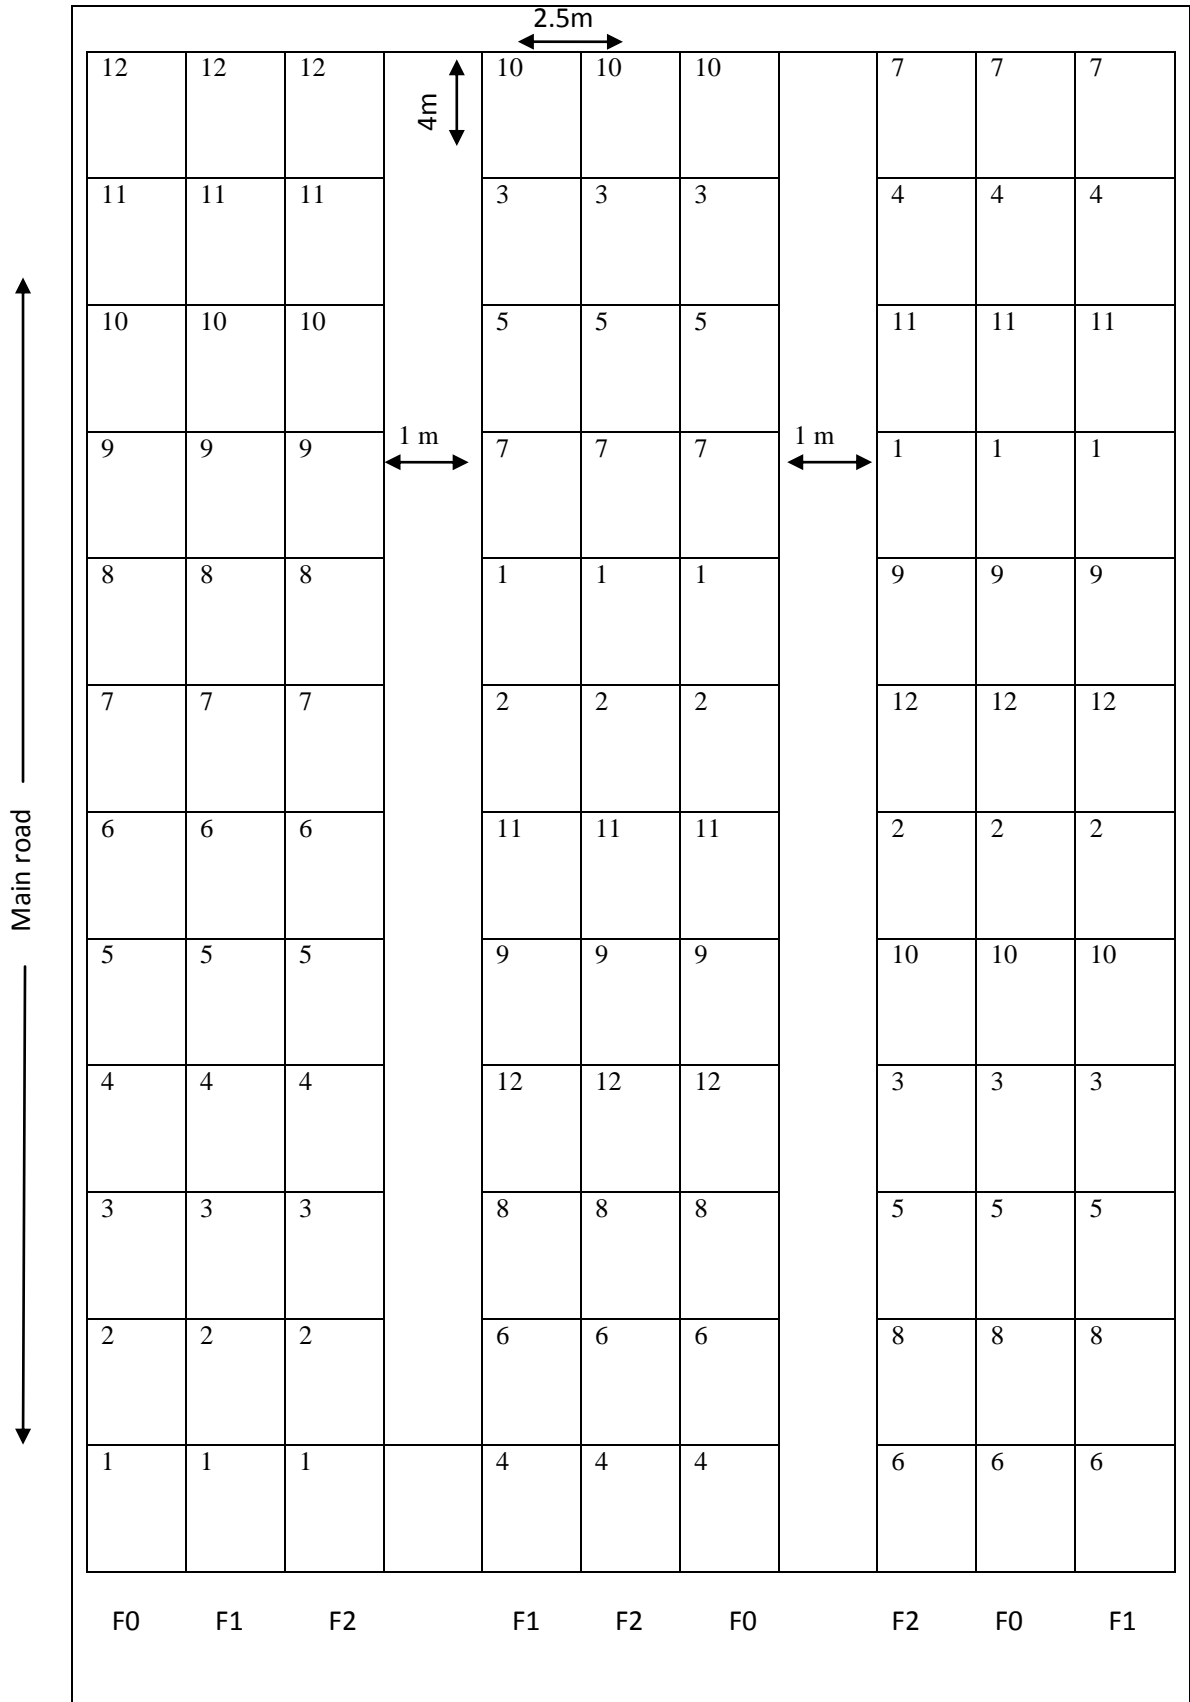 2.5m
12 12 12 4m 10 10 10 7 7 7
11 11 11 3 3 3 4 4 4
10 10 10 5 5 5 11 11 11
9 9 9 1 m 7 7 7 1 m 1 1 1
8 8 8 1 1 1 9 9 9
7 7 7 2 2 2 12 12 12
Main road
6 6 6 11 11 11 2 2 2
5 5 5 9 9 9 10 10 10
4 4 4 12 12 12 3 3 3
3 3 3 8 8 8 5 5 5
2 2 2 6 6 6 8 8 8
1 1 1 4 4 4 6 6 6
F0 F1 F2 F1 F2 F0 F2 F0 F1